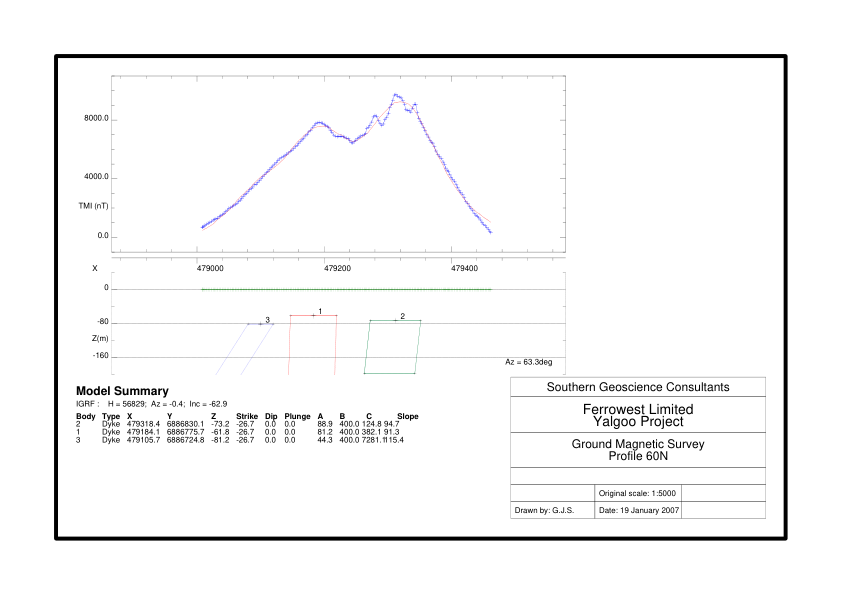 8000.0
4000.0
TMI (nT)
0.0
X 479000 479200 479400
0
3 1 2
-80
Z(m)
-160
Az = 63.3deg
Model Summary
IGRF : H = 56829; Az = -0.4; Inc = -62.9
Body Type X Y Z Strike Dip Plunge A B C Slope
2 Dyke 479318.4 6886830.1 -73.2 -26.7 0.0 0.0 88.9 400.0 124.8 94.7
1 Dyke 479184.1 6886775.7 -61.8 -26.7 0.0 0.0 81.2 400.0 382.1 91.3
3 Dyke 479105.7 6886724.8 -81.2 -26.7 0.0 0.0 44.3 400.0 7281.1115.4
Southern Geoscience Consultants
Ferrowest Limited
Yalgoo Project
Ground Magnetic Survey
Profile 60N
Original scale: 1:5000
Drawn by: G.J.S. Date: 19 January 2007